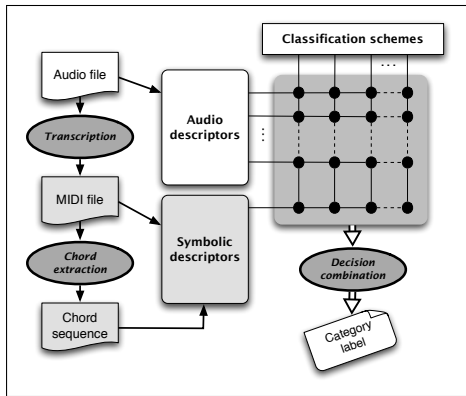 Classification schemes
...
Audio file
Audio
descriptors
...
Transcription
MIDI file
Symbolic
descriptors
Chord
extraction
Decision
combination
Chord
sequence
Category
label